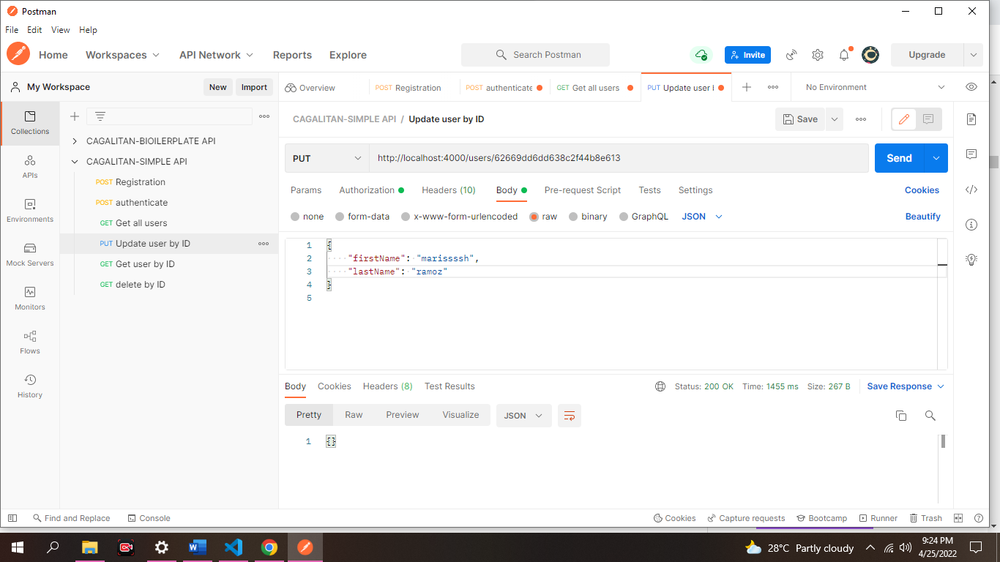 Postman
File Edit View Help
Home Workspaces API Network Reports Explore Search Postman Invite Upgrade
My Workspace New Import
Overview POST Registration POST authenticate GET Get all users PUT Update user No Environment
Collections
APIs
Environments
Mock Servers
Monitors
Flows
History
CAGALITAN-BIOILERPLATE API
CAGALITAN-SIMPLE API
POST Registration
POST authenticate
GET Get all users
PUT Update user by ID
GET Get user by ID
GET delete by ID
CAGALITAN-SIMPLE API / Update user by ID Save
PUT http://localhost:4000/users/62669dd6dd638c2f44b8e613 Send
Params Authorization Headers (10) Body Pre-request Script Tests Settings Cookies
none form-data x-www-form-urlencoded raw binary GraphQL JSON Beautify
1 {
2 "firstName": "marissssh",
3 "lastName": "ramoz"
4 }
5
Body Cookies Headers (8) Test Results Status: 200 OK Time: 1455 ms Size: 267 B Save Response
Pretty Raw Preview Visualize JSON
1 {}
Find and Replace Console Cookies Capture requests Bootcamp Runner Trash
28°C Partly cloudy 9:24 PM
4/25/2022